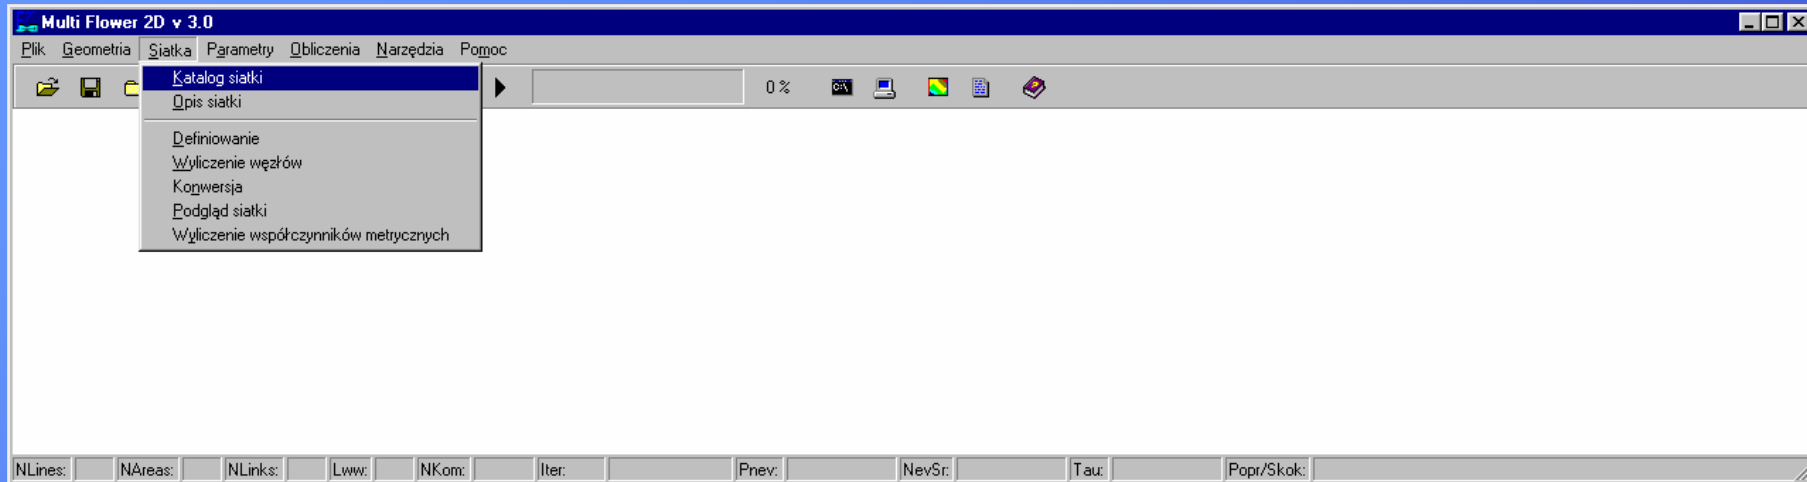 Multi Flower 2D v 3.0
Plik Geometria Siatka Parametry Obliczenia Narzędzia Pomoc
0 %
C:\
Katalog siatki
Opis siatki
Definiowanie
Wyliczenie węzłów
Konwersja
Podgląd siatki
Wyliczenie współczynników metrycznych
NLines: NAreas: NLinks: Lww: NKom: Iter: Pnev: NevSr: Tau: Popr/Skok: